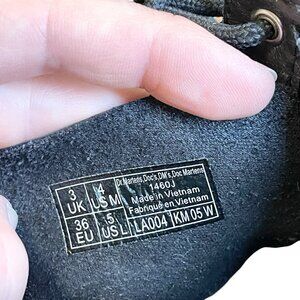 Dr.Martens,Doc's,DM's,Doc Martens
3 UK
4 US M
1460J
Made in Vietnam
36 EU
5 US L
Fabriqué en Vietnam
LA004
KM 05 W